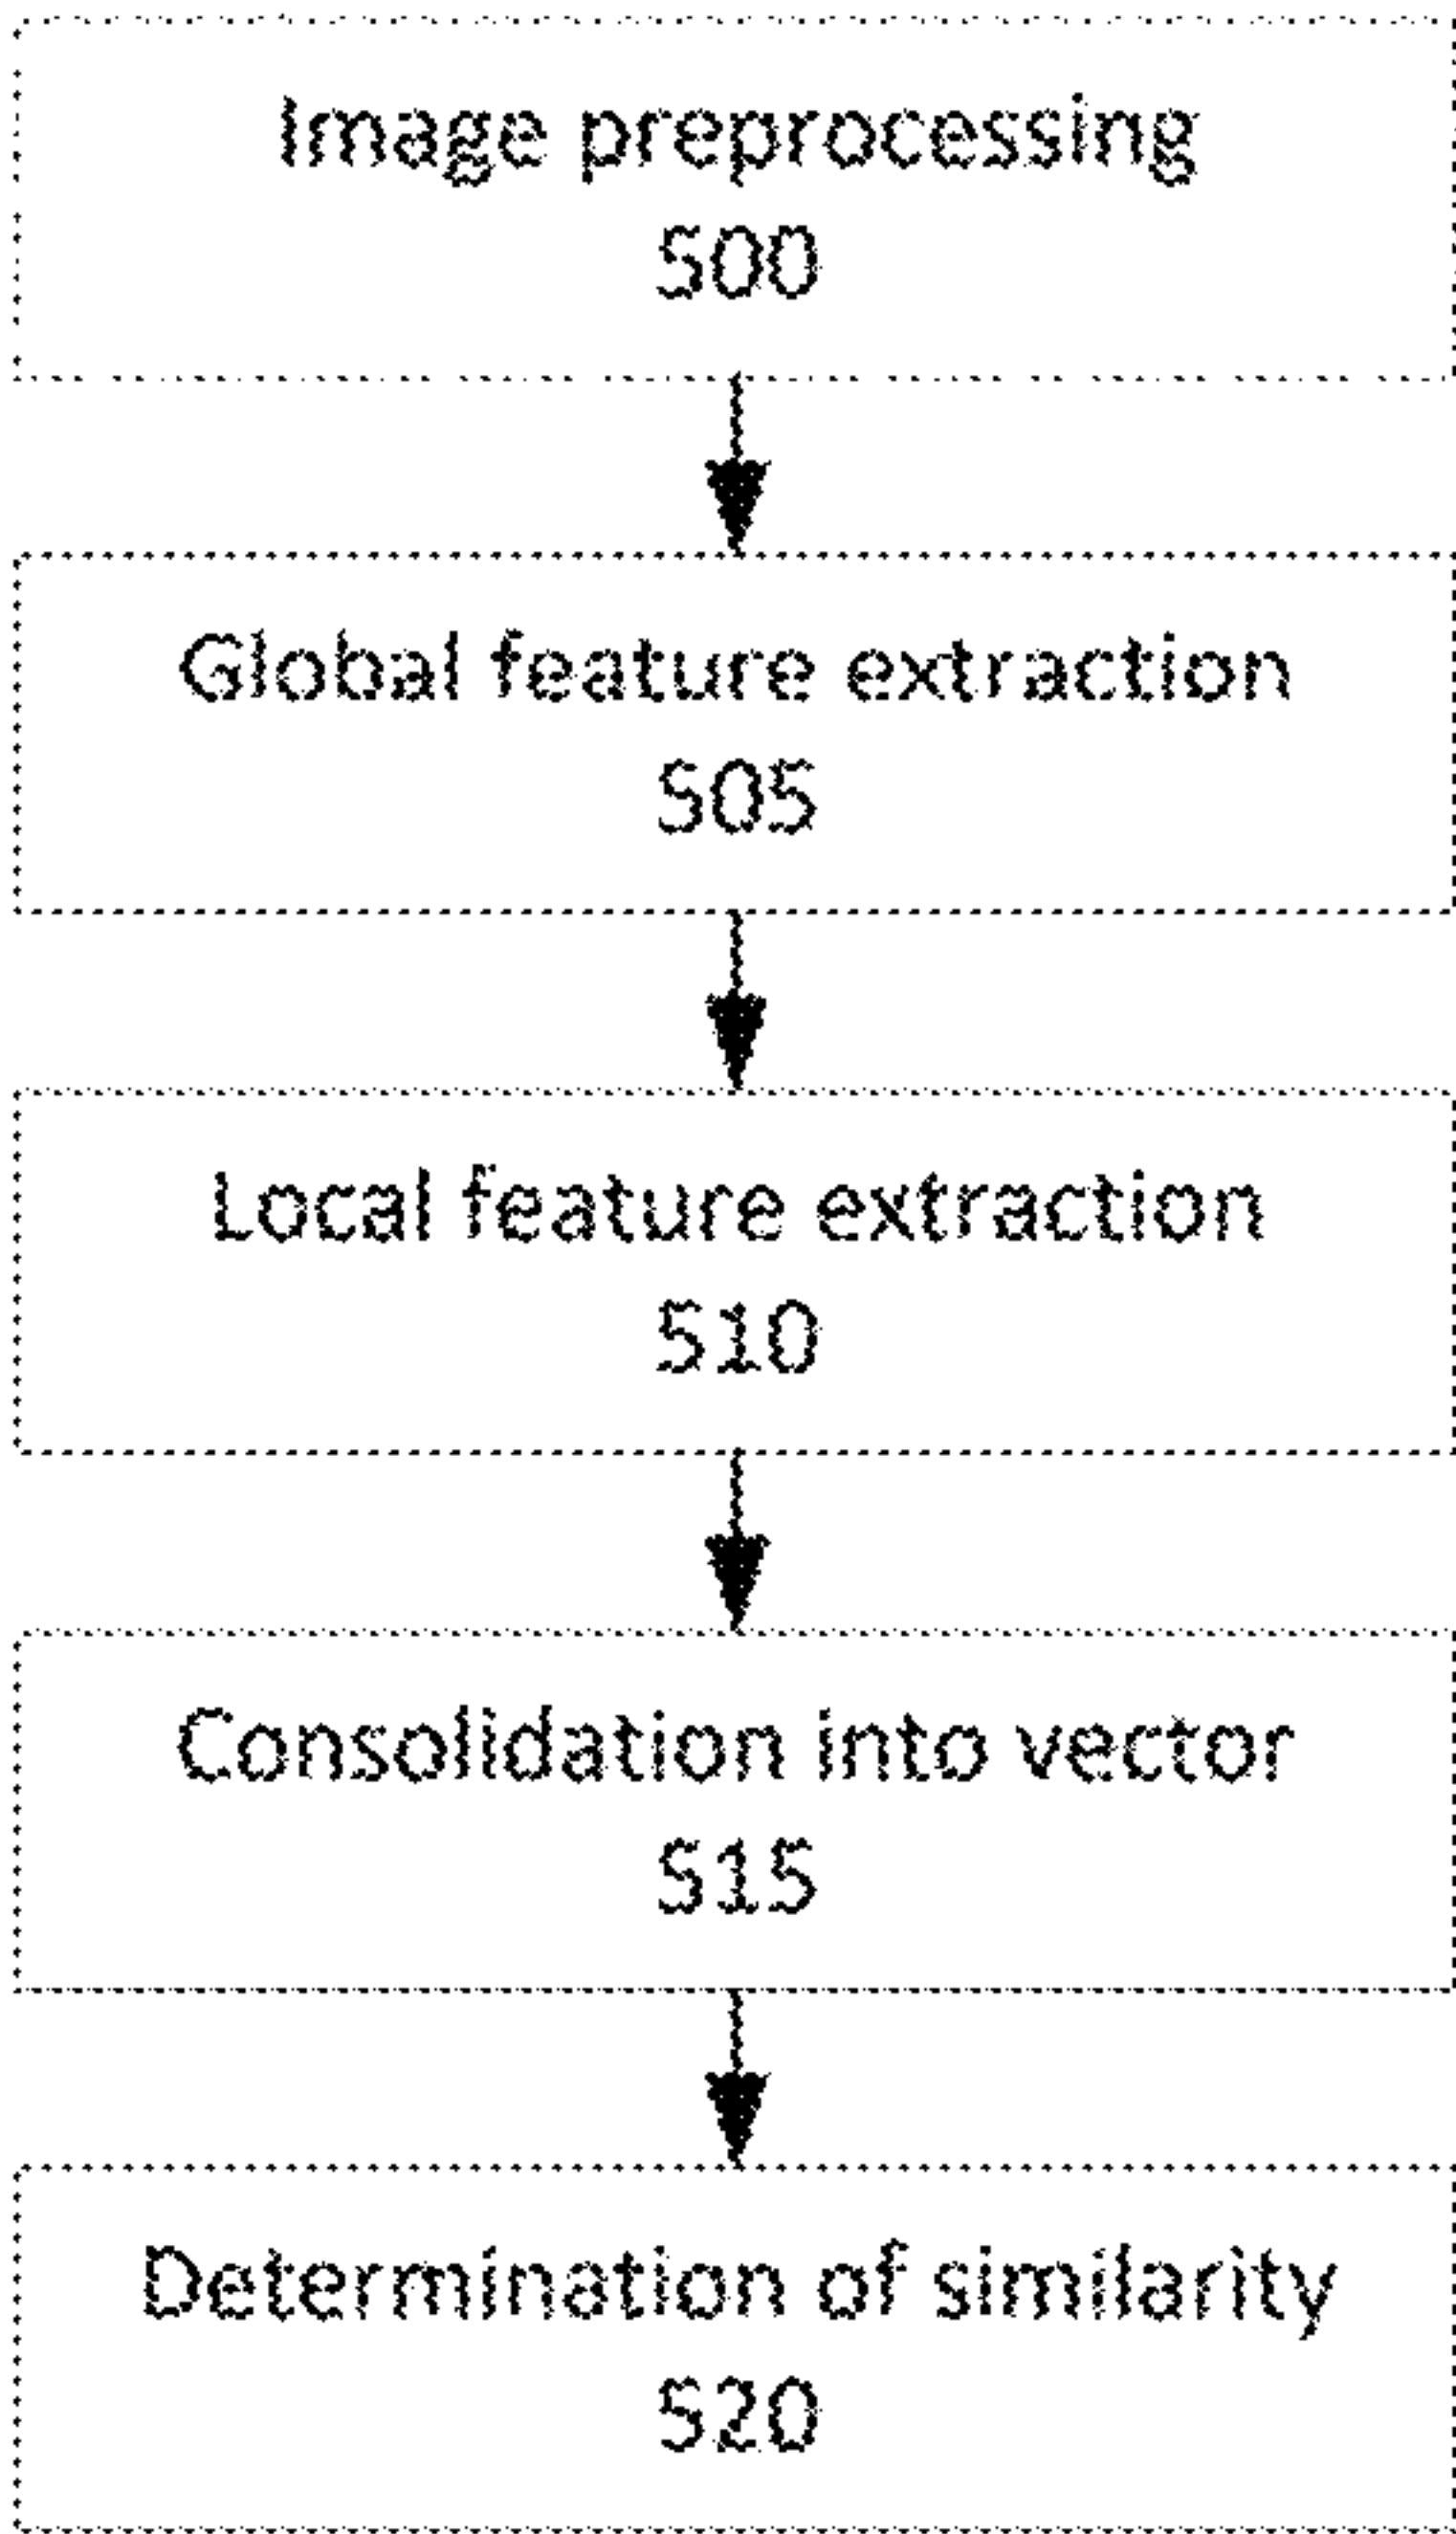 Image preprocessing
500
Global feature extraction
505
Local feature extraction
510
Consolidation into vector
515
Determination of similarity
520